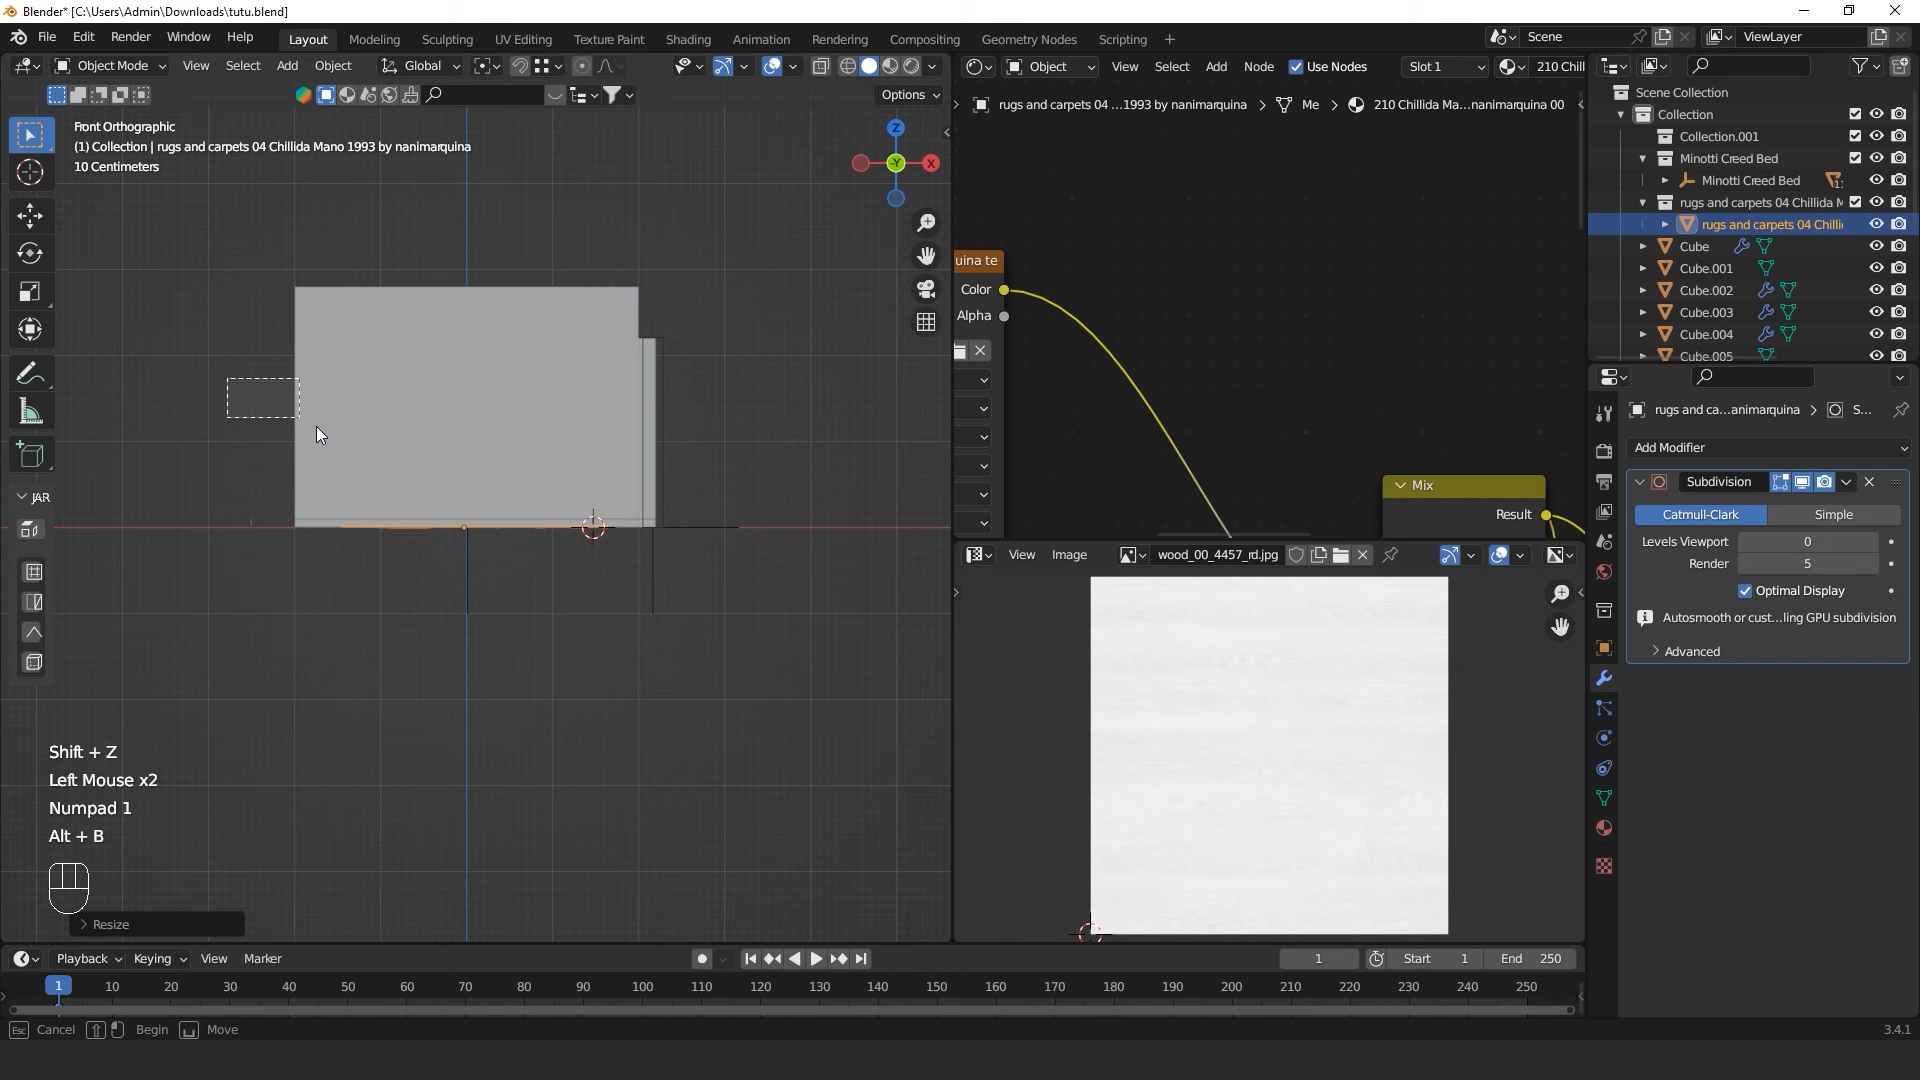 Blender* [C:\Users\Admin\Downloads\tutu.blend]
File Edit Render Window Help Layout Modeling Sculpting UV Editing Texture Paint Shading Animation Rendering Compositing Geometry Nodes Scripting + Scene ViewLayer
Object Mode View Select Add Object Global
Options
Front Orthographic
(1) Collection | rugs and carpets 04 Chillida Mano 1993 by nanimarquina
10 Centimeters
Z
-Y
X
JAR
Shift + Z
Left Mouse x2
Numpad 1
Alt + B
Resize
Object View Select Add Node Use Nodes Slot 1 210 Chill
rugs and carpets 04 ...1993 by nanimarquina > Me > 210 Chillida Ma...nanimarquina 00
uina te
Color
Alpha
Mix
Result
View Image wood_00_4457_rd.jpg
Scene Collection
Collection
Collection.001
Minotti Creed Bed
Minotti Creed Bed
rugs and carpets 04 Chillida M
rugs and carpets 04 Chilli
Cube
Cube.001
Cube.002
Cube.003
Cube.004
Cube.005
rugs and ca...animarquina > S...
Add Modifier
Subdivision
Catmull-Clark Simple
Levels Viewport 0
Render 5
Optimal Display
Autosmooth or cust...ling GPU subdivision
Advanced
Playback Keying View Marker 1 Start 1 End 250
1 10 20 30 40 50 60 70 80 90 100 110 120 130 140 150 160 170 180 190 200 210 220 230 240 250
Esc Cancel Begin Move 3.4.1